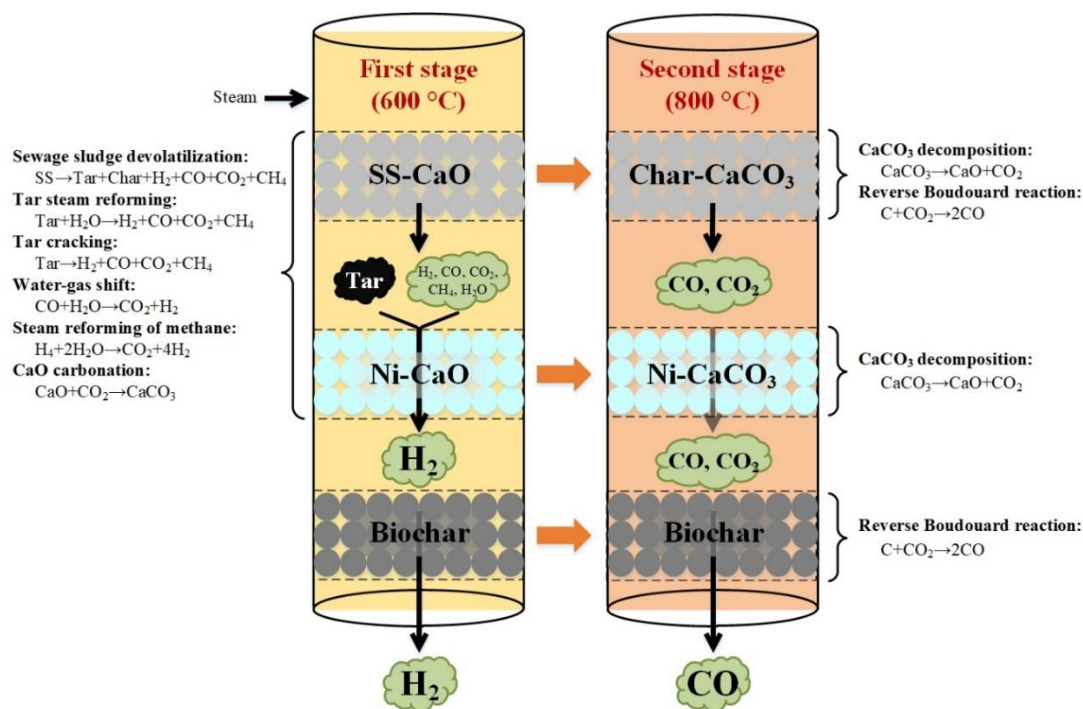 First stage
(600 °C)
Second stage
(800 °C)
Steam
Sewage sludge devolatilization:
SS→Tar+Char+H₂+CO+CO₂+CH₄
Tar steam reforming:
Tar+H₂O→H₂+CO+CO₂+CH₄
Tar cracking:
Tar→H₂+CO+CO₂+CH₄
Water-gas shift:
CO+H₂O→CO₂+H₂
Steam reforming of methane:
H₄+2H₂O→CO₂+4H₂
CaO carbonation:
CaO+CO₂→CaCO₃
SS-CaO
Tar
H₂, CO, CO₂,
CH₄, H₂O
Ni-CaO
H₂
Biochar
H₂
Char-CaCO₃
CO, CO₂
Ni-CaCO₃
CO, CO₂
Biochar
CO
CaCO₃ decomposition:
CaCO₃→CaO+CO₂
Reverse Boudouard reaction:
C+CO₂→2CO
CaCO₃ decomposition:
CaCO₃→CaO+CO₂
Reverse Boudouard reaction:
C+CO₂→2CO